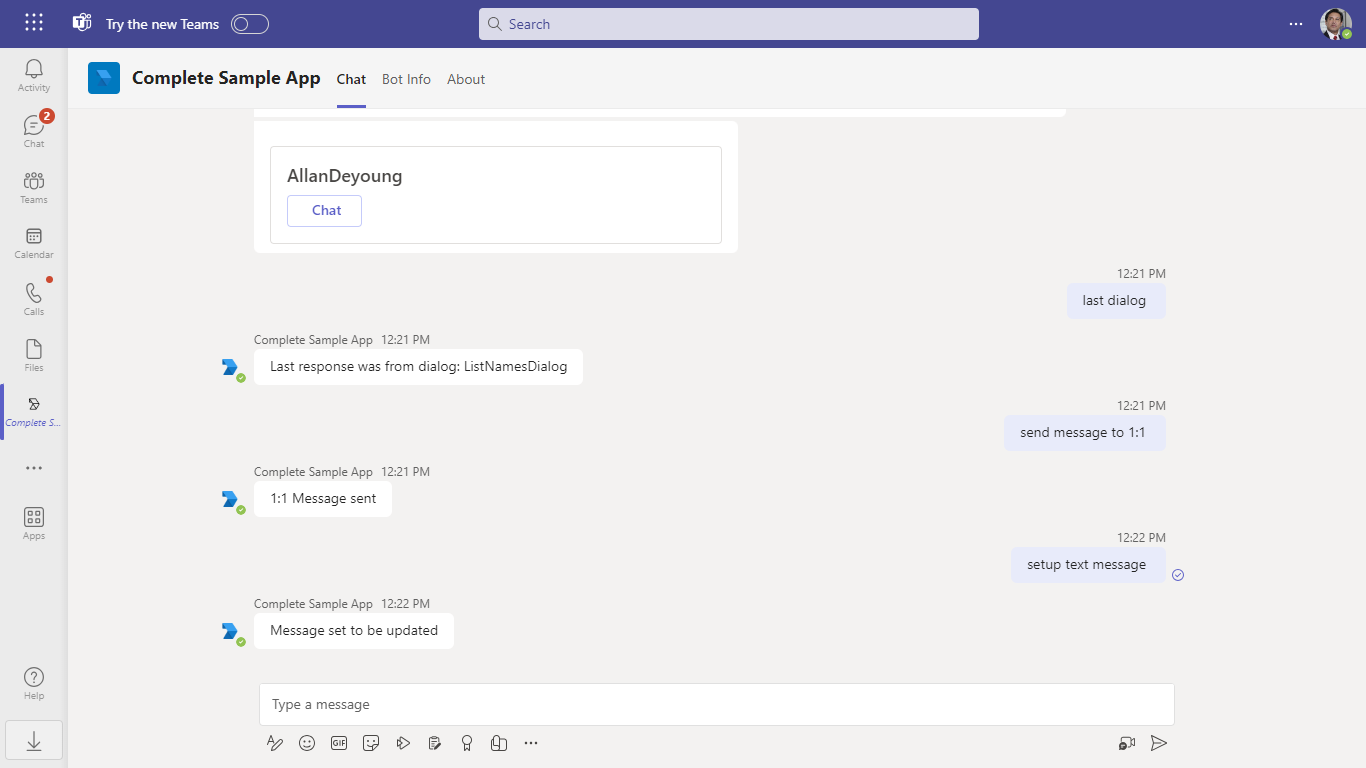 Try the new Teams
Search
Activity
2
Chat
Teams
Calendar
Calls
Files
Complete S...
Apps
Help
Complete Sample App
Chat
Bot Info
About
AllanDeyoung
Chat
12:21 PM
last dialog
Complete Sample App 12:21 PM
Last response was from dialog: ListNamesDialog
12:21 PM
send message to 1:1
Complete Sample App 12:21 PM
1:1 Message sent
12:22 PM
setup text message
Complete Sample App 12:22 PM
Message set to be updated
Type a message
GIF